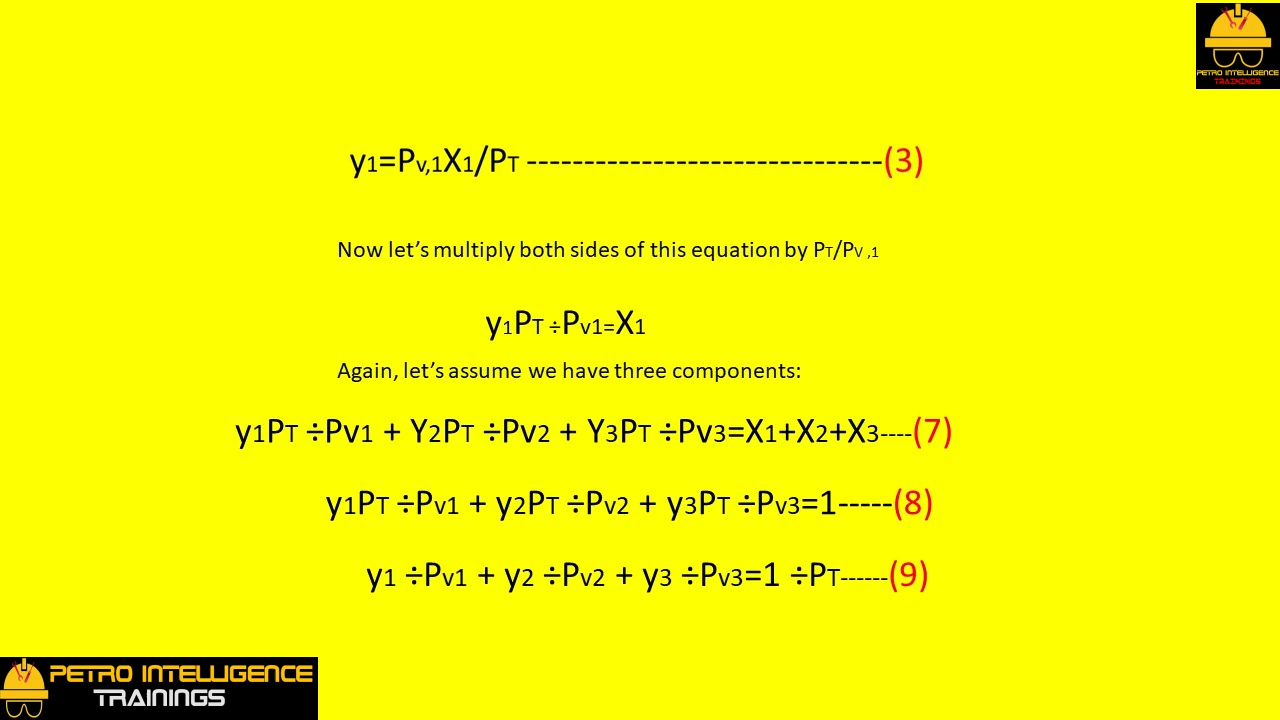 PETRO INTELLIGENCE
TRAININGS
y1=Pv,1X1/PT -------------------------------(3)
Now let’s multiply both sides of this equation by PT/PV ,1
y1PT ÷Pv1=X1
Again, let’s assume we have three components:
y1PT ÷Pv1 + Y2PT ÷Pv2 + Y3PT ÷Pv3=X1+X2+X3----(7)
y1PT ÷Pv1 + y2PT ÷Pv2 + y3PT ÷Pv3=1-----(8)
y1 ÷Pv1 + y2 ÷Pv2 + y3 ÷Pv3=1 ÷PT------(9)
PETRO INTELLIGENCE
TRAININGS